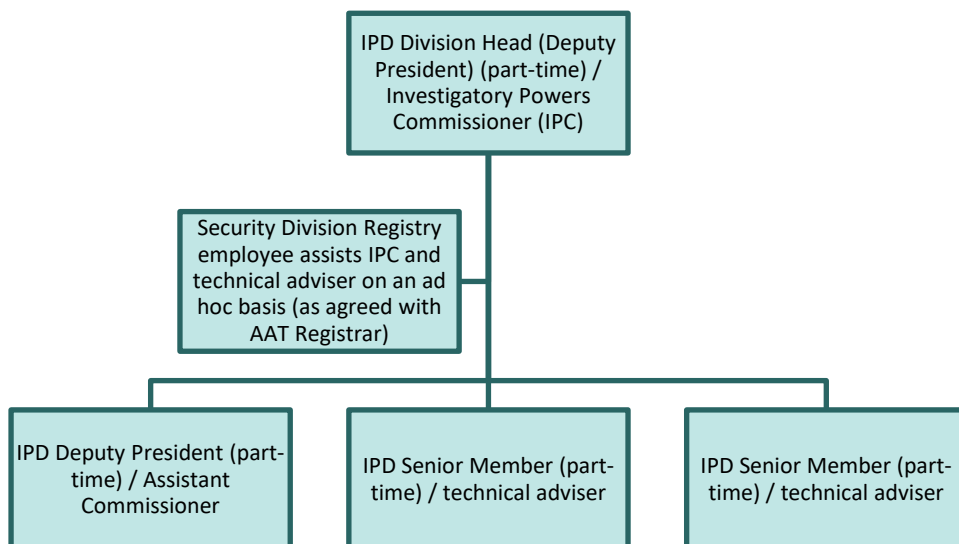 IPD Division Head (Deputy
President) (part-time) /
Investigatory Powers
Commissioner (IPC)
Security Division Registry
employee assists IPC and
technical adviser on an ad
hoc basis (as agreed with
AAT Registrar)
IPD Deputy President (part-
time) / Assistant
Commissioner
IPD Senior Member (part-
time) / technical adviser
IPD Senior Member (part-
time) / technical adviser